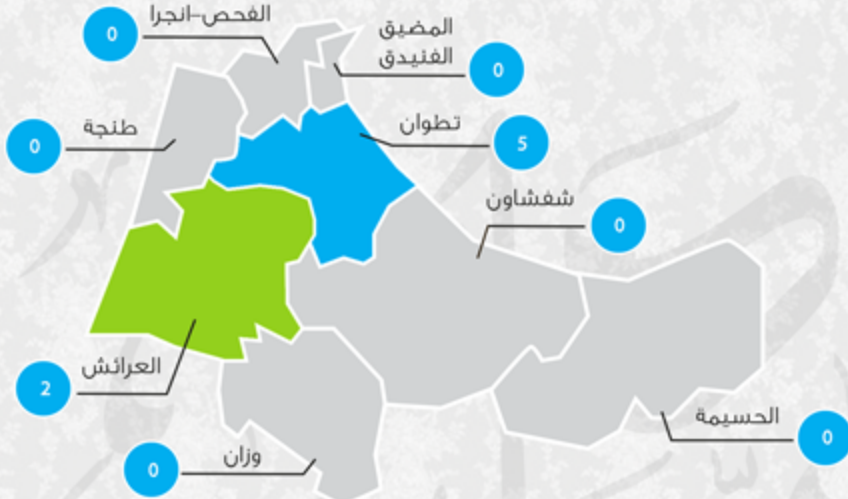 الفحص-انجرا
0
المضيق
الفنيدق
0
طنجة
0
تطوان
5
شفشاون
0
العرائش
2
الحسيمة
0
وزان
0